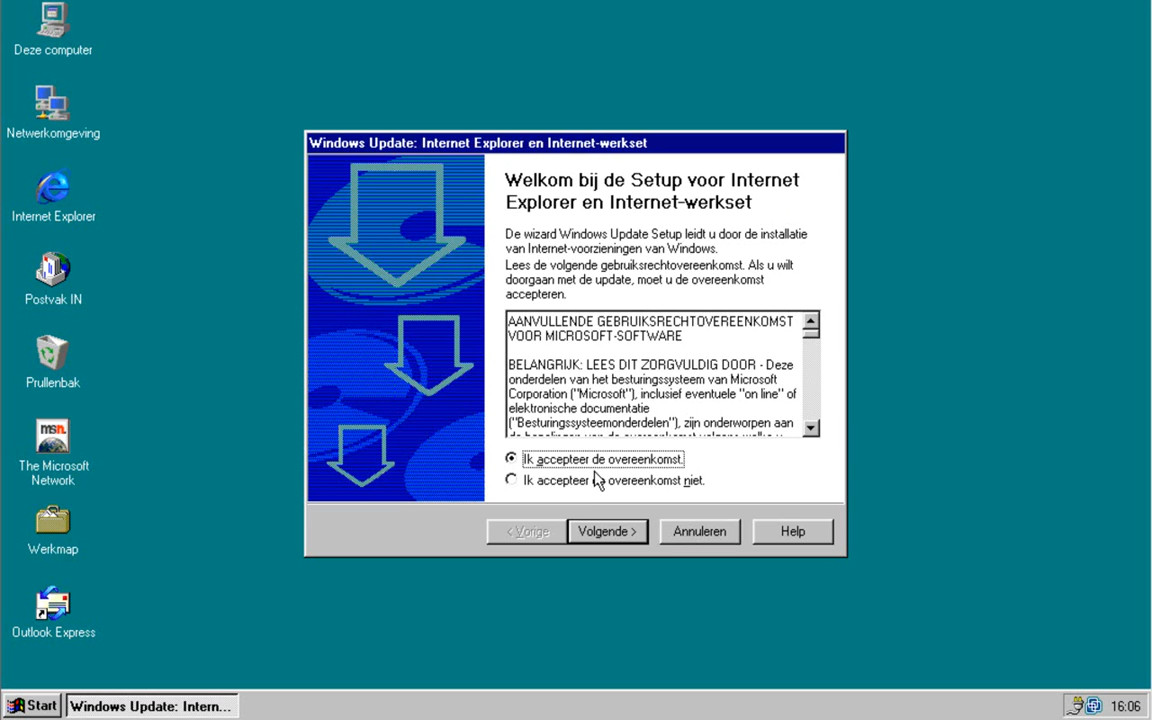 Deze computer
Netwerkomgeving
Internet Explorer
Postvak IN
Prullenbak
msn.
The Microsoft
Network
Werkmap
Outlook Express
Windows Update: Internet Explorer en Internet-werkset
Welkom bij de Setup voor Internet
Explorer en Internet-werkset
De wizard Windows Update Setup leidt u door de installatie
van Internet-voorzieningen van Windows.
Lees de volgende gebruiksrechtovereenkomst. Als u wilt
doorgaan met de update, moet u de overeenkomst
accepteren.
AANVULLENDE GEBRUIKSRECHTOVEREENKOMST
VOOR MICROSOFT-SOFTWARE
BELANGRIJK: LEES DIT ZORGVULDIG DOOR - Deze
onderdelen van het besturingssysteem van Microsoft
Corporation ("Microsoft"), inclusief eventuele "on line" of
elektronische documentatie
("Besturingssysteemonderdelen"), zijn onderworpen aan
Ik accepteer de overeenkomst.
Ik accepteer overeenkomst niet.
< Vorige
Volgende >
Annuleren
Help
Start
Windows Update: Intern...
16:06